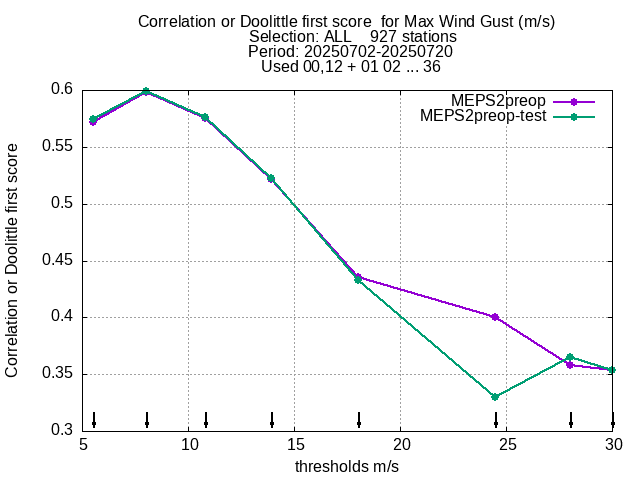 Correlation or Doolittle first score  for Max Wind Gust (m/s)
Selection: ALL    927 stations
Period: 20250702-20250720
Used 00,12 + 01 02 ... 36
MEPS2preop
MEPS2preop-test
Correlation or Doolittle first score
0.6
0.55
0.5
0.45
0.4
0.35
0.3
5 10 15 20 25 30
thresholds m/s